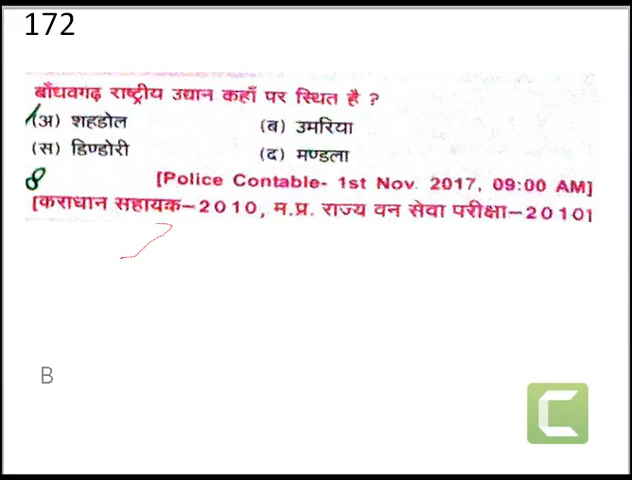 172
बाँधवगढ़ राष्ट्रीय उद्यान कहाँ पर स्थित है ?
(अ) शहडोल (ब) उमरिया
(स) डिण्डोरी (द) मण्डला
[Police Contable- 1st Nov. 2017, 09:00 AM]
[कराधान सहायक–2010, म.प्र. राज्य वन सेवा परीक्षा–2010]
B